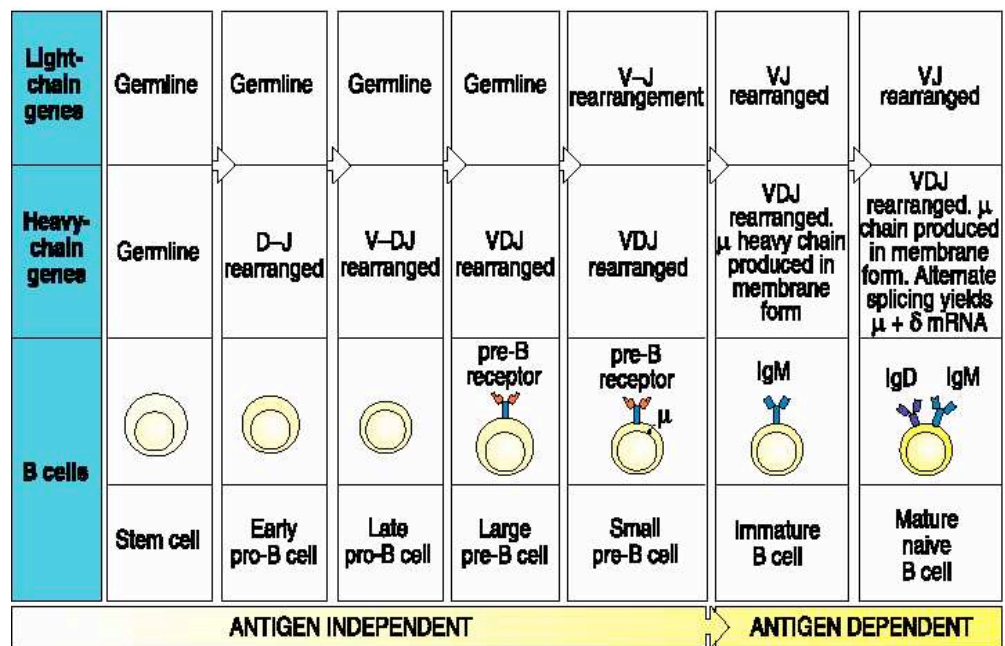 Light-
chain
genes
Germline
Germline
Germline
Germline
V–J
rearrangement
VJ
rearranged
VJ
rearranged
Heavy-
chain
genes
Germline
D–J
rearranged
V–DJ
rearranged
VDJ
rearranged
VDJ
rearranged
VDJ
rearranged.
μ heavy chain
produced in
membrane
form
VDJ
rearranged. μ
chain produced
in membrane
form. Alternate
splicing yields
μ + δ mRNA
B cells
pre-B
receptor
pre-B
receptor
μ
IgM
IgD
IgM
Stem cell
Early
pro-B cell
Late
pro-B cell
Large
pre-B cell
Small
pre-B cell
Immature
B cell
Mature
naive
B cell
ANTIGEN INDEPENDENT
ANTIGEN DEPENDENT